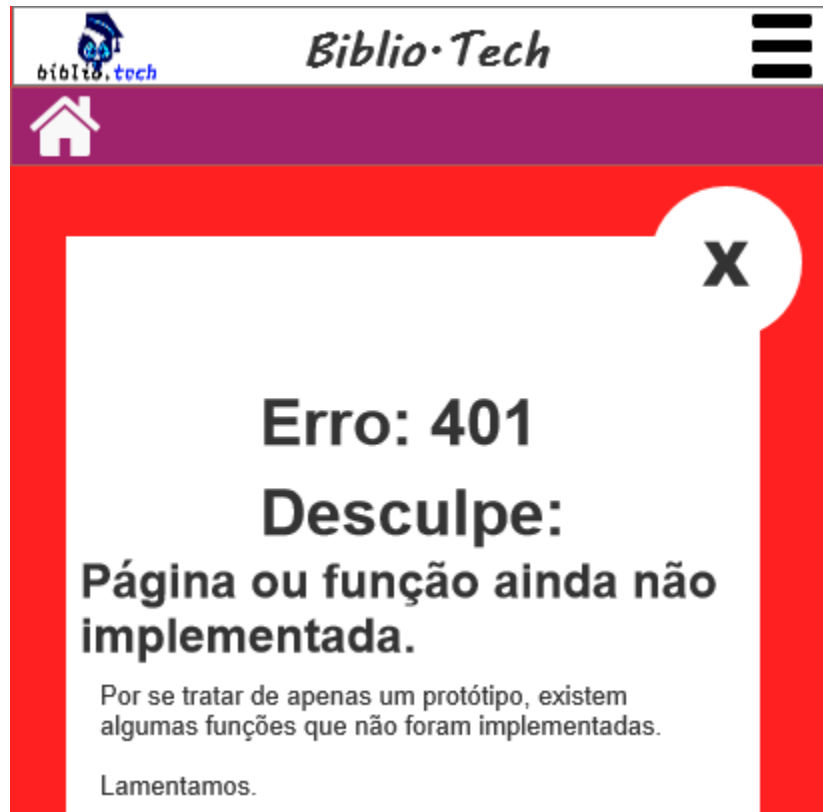 biblio.tech
Biblio·Tech
x
Erro: 401
Desculpe:
Página ou função ainda não
implementada.
Por se tratar de apenas um protótipo, existem
algumas funções que não foram implementadas.
Lamentamos.